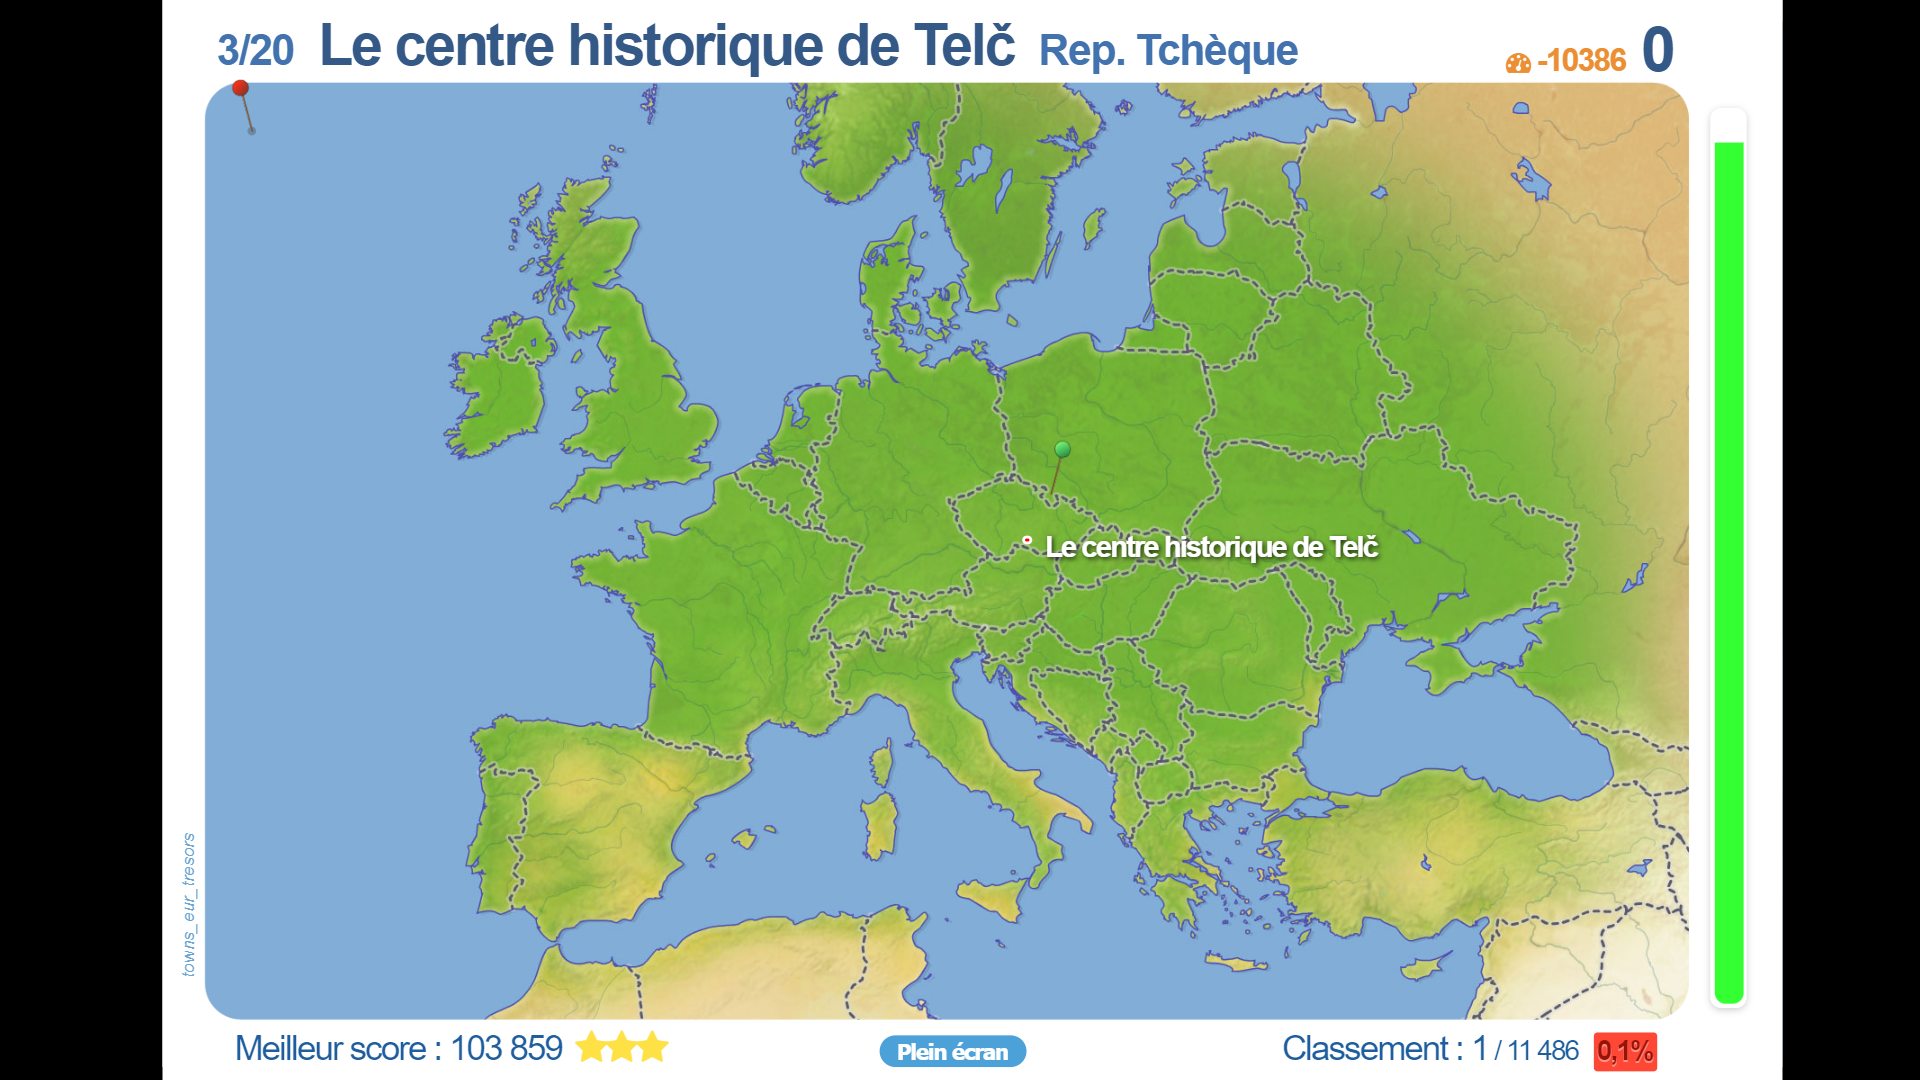 3/20 Le centre historique de Telč Rep. Tchèque -10386 0
Le centre historique de Telč
towns_eur_tresors
Meilleur score : 103 859
Plein écran
Classement : 1 / 11 486 0,1%